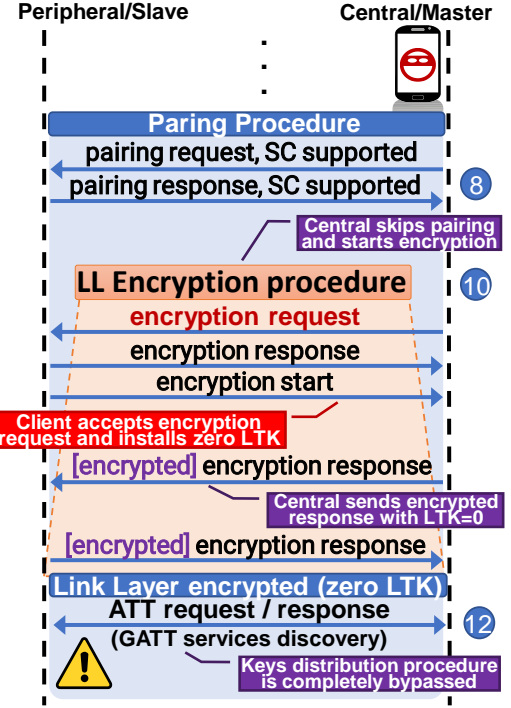 Peripheral/Slave
Central/Master
.
.
.
Paring Procedure
pairing request, SC supported
pairing response, SC supported
8
Central skips pairing
and starts encryption
LL Encryption procedure
10
encryption request
encryption response
encryption start
Client accepts encryption
request and installs zero LTK
[encrypted] encryption response
Central sends encrypted
response with LTK=0
[encrypted] encryption response
Link Layer encrypted (zero LTK)
ATT request / response
12
(GATT services discovery)
Keys distribution procedure
is completely bypassed
!